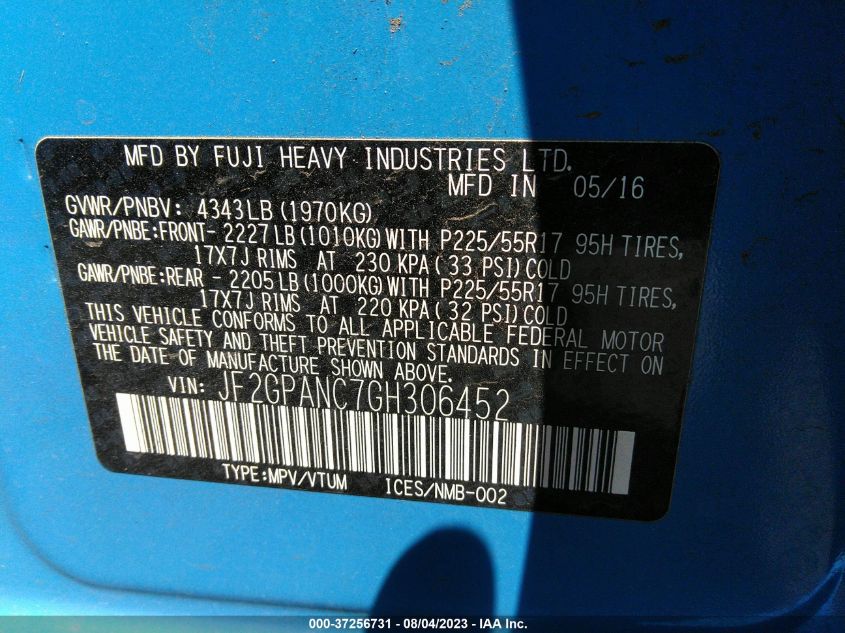 MFD BY FUJI HEAVY INDUSTRIES LTD.
MFD IN 05/16
GVWR/PNBV: 4343LB(1970KG)
GAWR/PNBE:FRONT- 2227LB(1010KG)WITH P225/55R17 95H TIRES,
17X7J RIMS AT 230 KPA( 33 PSI)COLD
GAWR/PNBE:REAR - 2205LB(1000KG)WITH P225/55R17 95H TIRES,
17X7J RIMS AT 220 KPA( 32 PSI)COLD
THIS VEHICLE CONFORMS TO ALL APPLICABLE FEDERAL MOTOR
VEHICLE SAFETY AND THEFT PREVENTION STANDARDS IN EFFECT ON
THE DATE OF MANUFACTURE SHOWN ABOVE.
VIN: JF2GPANC7GH306452
TYPE:MPV/VTUM ICES/NMB-002
000-37256731 - 08/04/2023 - IAA Inc.